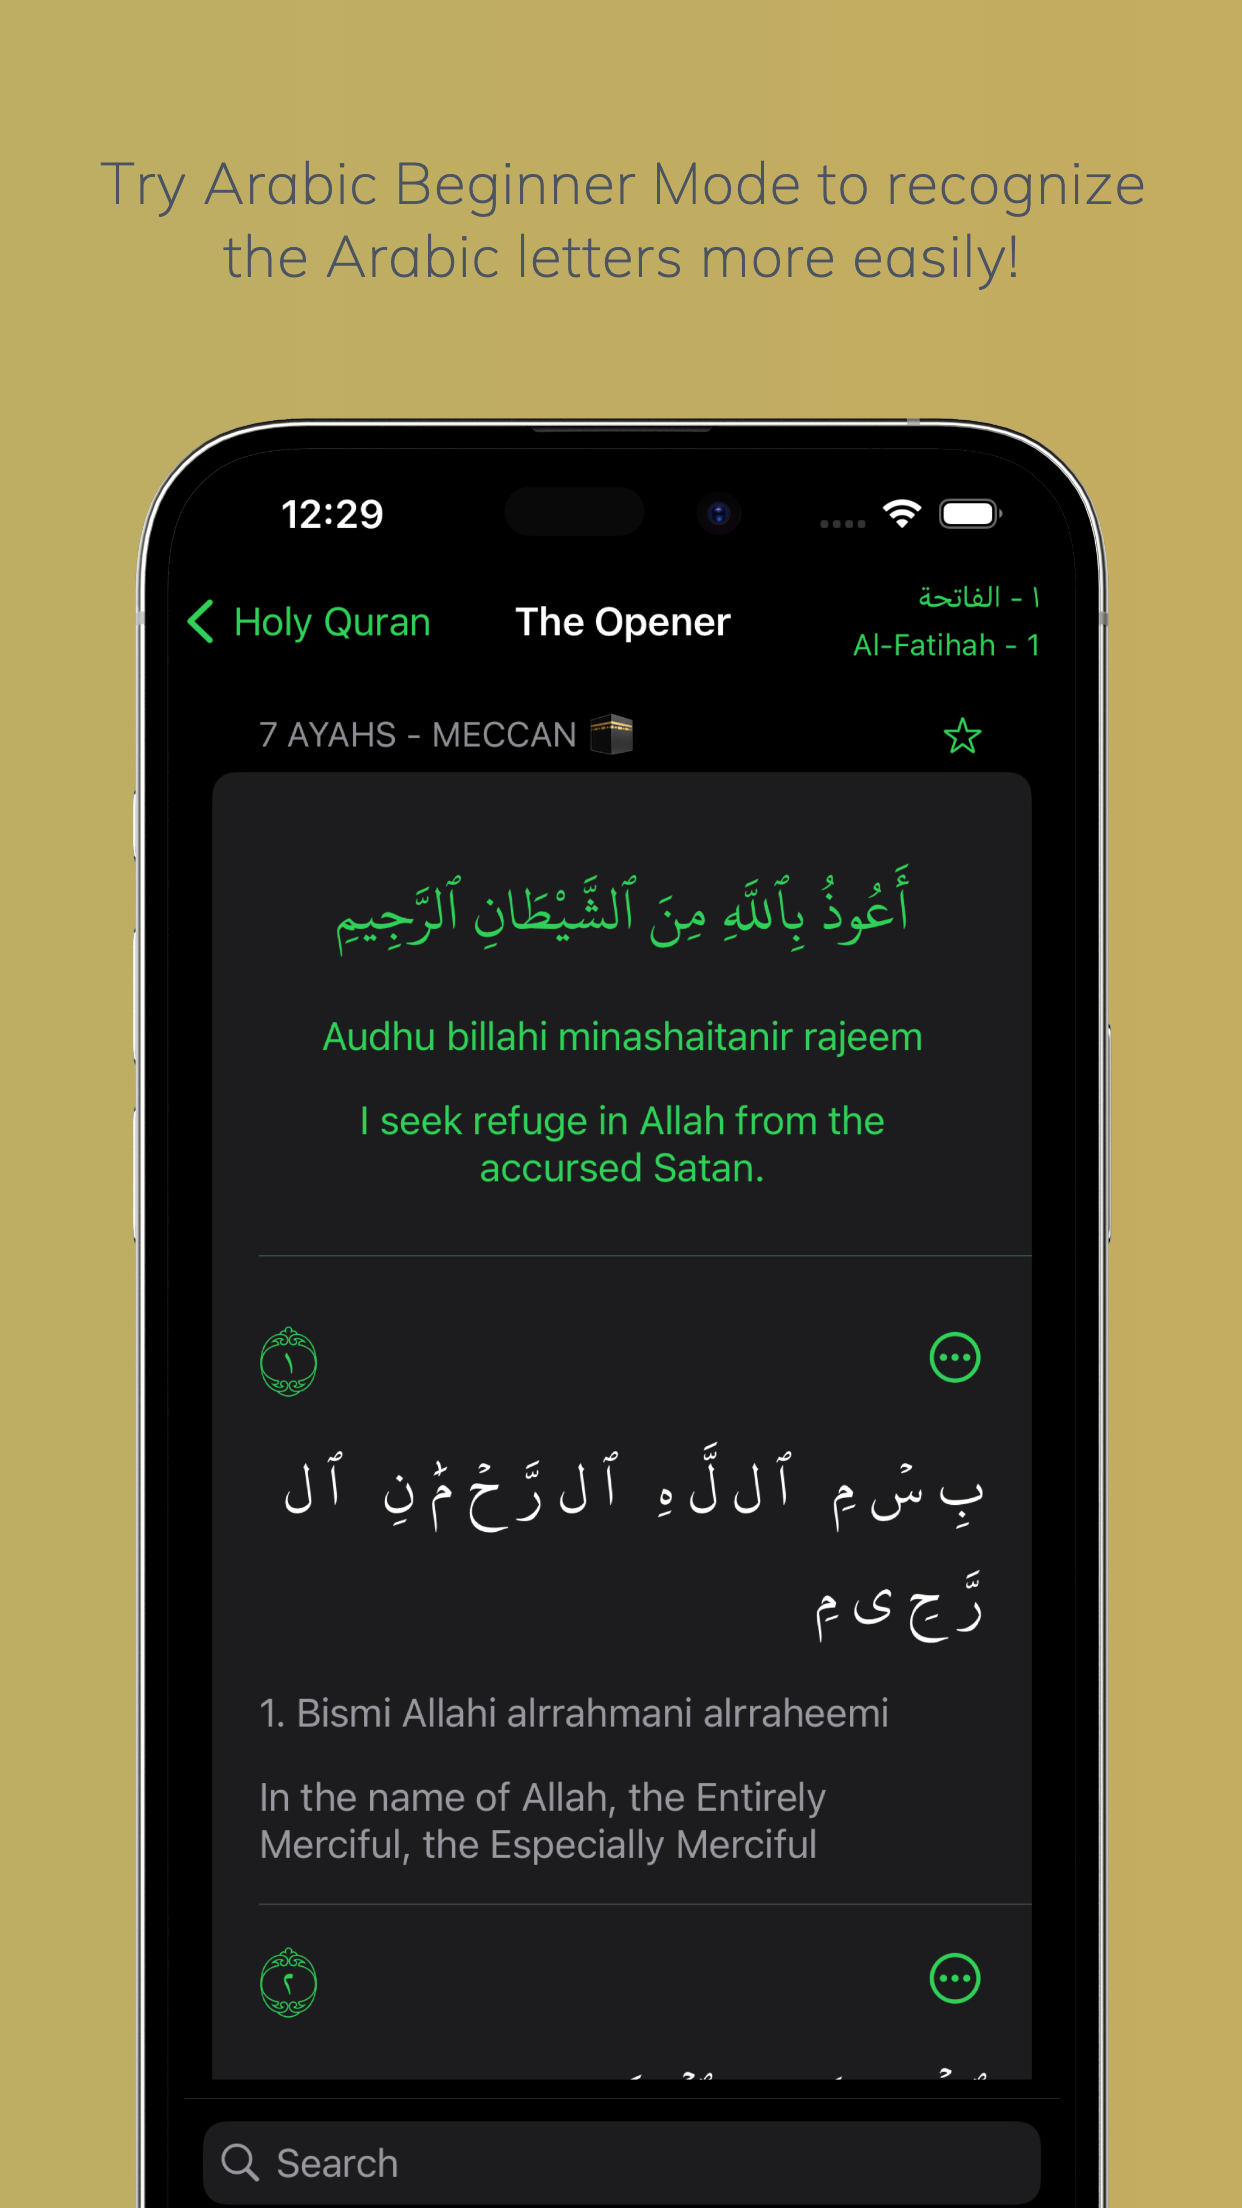 Try Arabic Beginner Mode to recognize
the Arabic letters more easily!
12:29
Holy Quran
The Opener
١ - الفاتحة
Al-Fatihah - 1
7 AYAHS - MECCAN
أَعُوذُ بِٱللَّهِ مِنَ ٱلشَّيْطَانِ ٱلرَّجِيمِ
Audhu billahi minashaitanir rajeem
I seek refuge in Allah from the
accursed Satan.
١
بِ سۡ مِ ٱ ل لَّ هِ ٱ ل رَّ حۡ مَٰ نِ ٱ ل
رَّ حِ ی مِ
1. Bismi Allahi alrrahmani alrraheemi
In the name of Allah, the Entirely
Merciful, the Especially Merciful
٢
Search